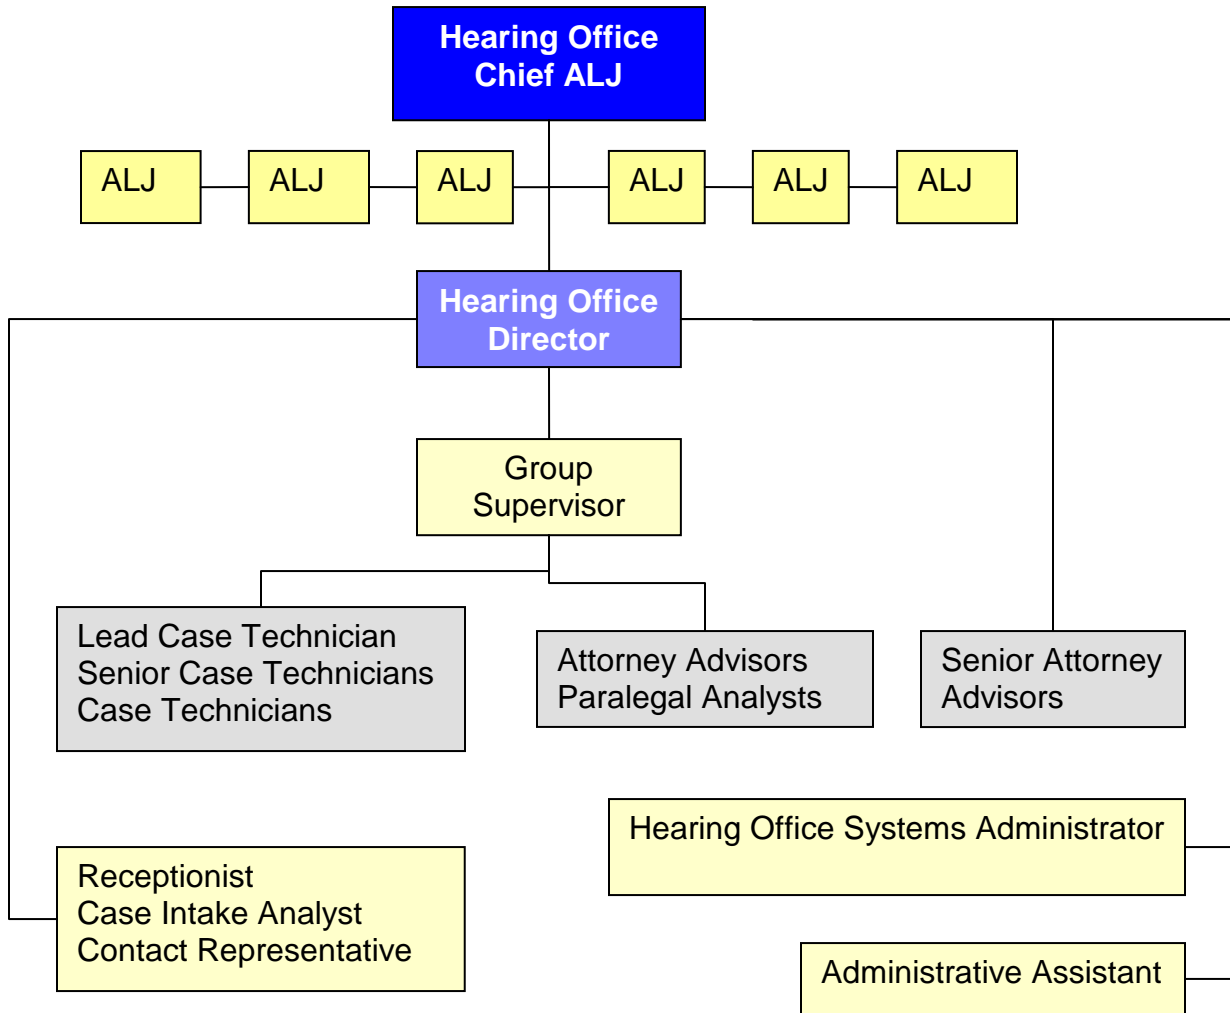 Hearing Office
Chief ALJ
ALJ
ALJ
ALJ
ALJ
ALJ
ALJ
Hearing Office
Director
Group
Supervisor
Lead Case Technician
Senior Case Technicians
Case Technicians
Attorney Advisors
Paralegal Analysts
Senior Attorney
Advisors
Hearing Office Systems Administrator
Receptionist
Case Intake Analyst
Contact Representative
Administrative Assistant